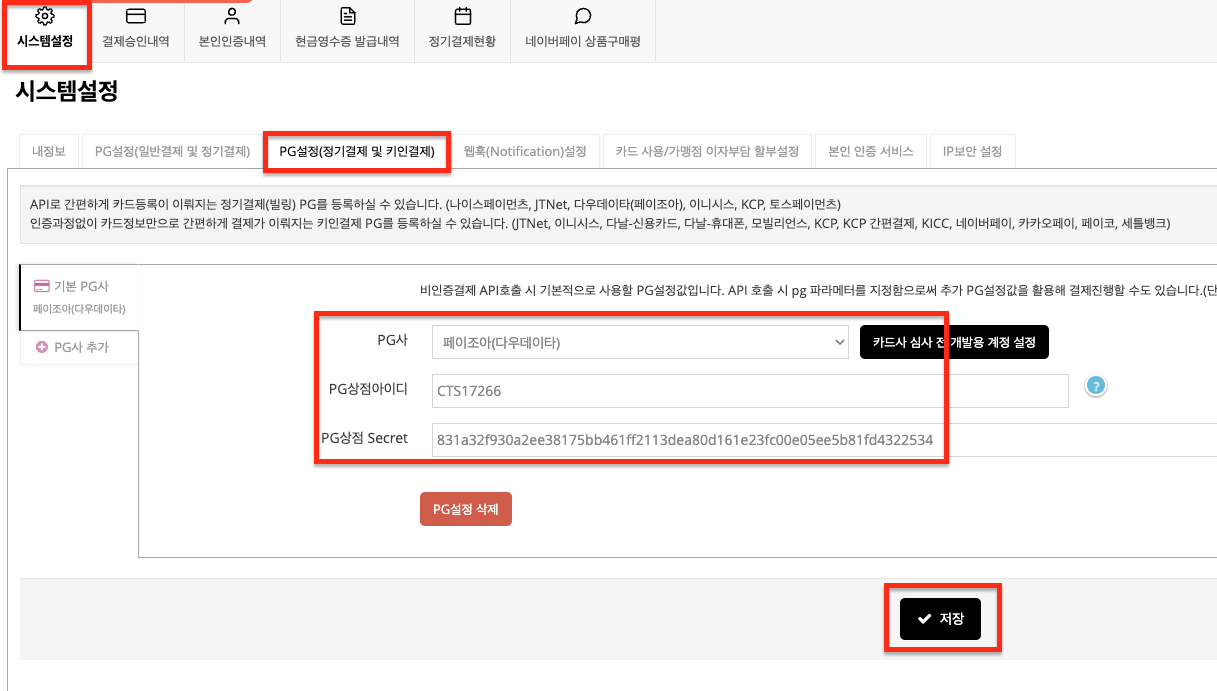 시스템설정
결제승인내역
본인인증내역
현금영수증 발급내역
정기결제현황
네이버페이 상품구매평
시스템설정
내정보
PG설정(일반결제 및 정기결제)
PG설정(정기결제 및 키인결제)
웹훅(Notification)설정
카드 사용/가맹점 이자부담 할부설정
본인 인증 서비스
IP보안 설정
API로 간편하게 카드등록이 이뤄지는 정기결제(빌링) PG를 등록하실 수 있습니다. (나이스페이먼츠, JTNet, 다우데이타(페이조아), 이니시스, KCP, 토스페이먼츠)
인증과정없이 카드정보만으로 간편하게 결제가 이뤄지는 키인결제 PG를 등록하실 수 있습니다. (JTNet, 이니시스, 다날-신용카드, 다날-휴대폰, 모빌리언스, KCP, KCP 간편결제, KICC, 네이버페이, 카카오페이, 페이코, 세틀뱅크)
기본 PG사
페이조아(다우데이타)
PG사 추가
비인증결제 API호출 시 기본적으로 사용할 PG설정값입니다. API 호출 시 pg 파라메터를 지정함으로써 추가 PG설정값을 활용해 결제진행할 수도 있습니다.(단
PG사
페이조아(다우데이타)
카드사 심사 전 개발용 계정 설정
PG상점아이디
CTS17266
?
PG상점 Secret
831a32f930a2ee38175bb461ff2113dea80d161e23fc00e05ee5b81fd4322534
PG설정 삭제
저장